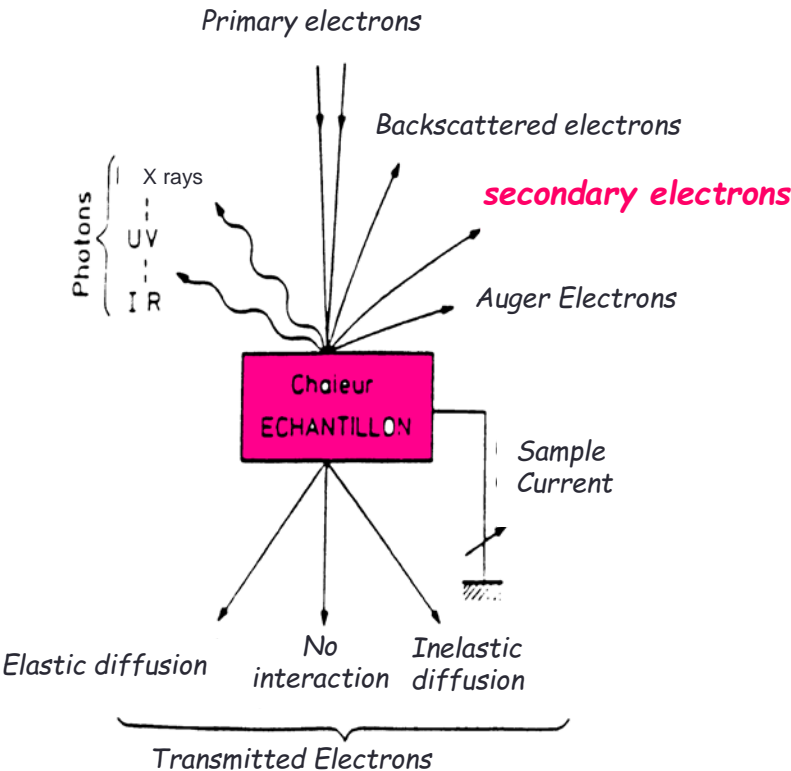 Primary electrons
Backscattered electrons
secondary electrons
Auger Electrons
Photons
X rays
UV
IR
Chaieur
ECHANTILLON
Sample
Current
Elastic diffusion
No
interaction
Inelastic
diffusion
Transmitted Electrons